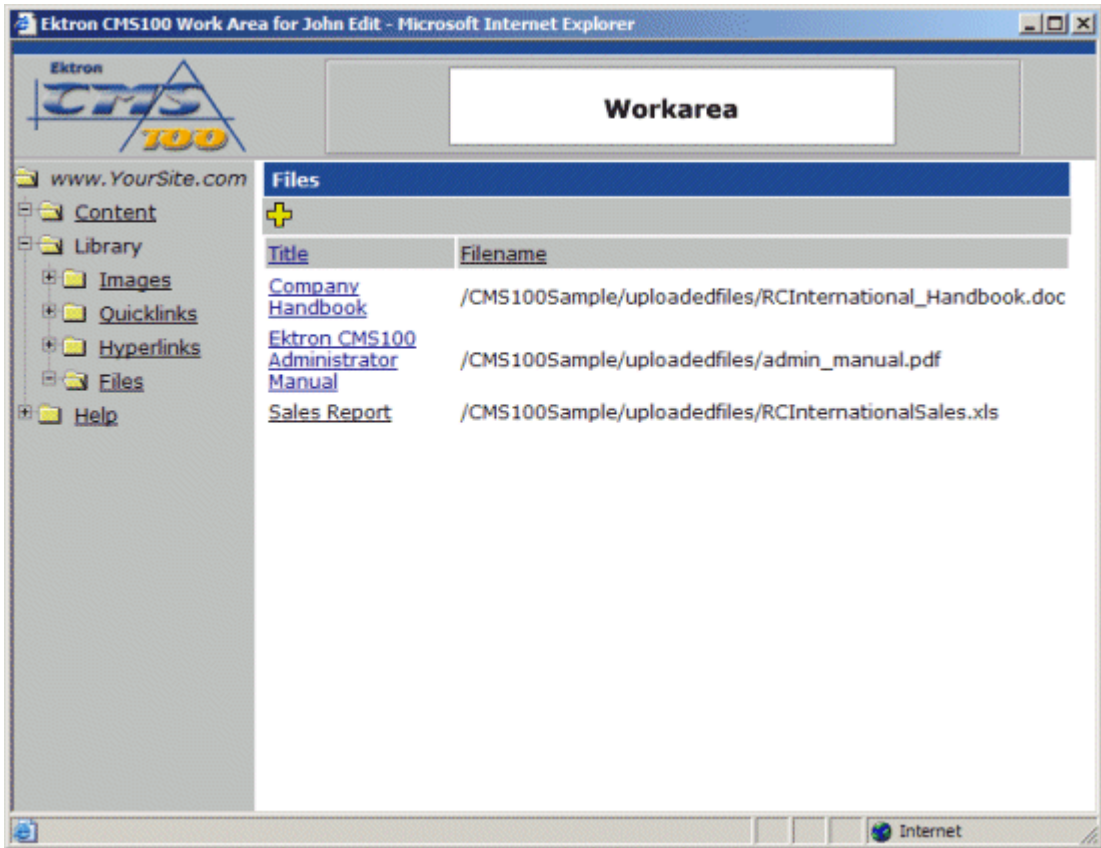 Ektron CMS100 Work Area for John Edit - Microsoft Internet Explorer
Ektron
CMS
100
Workarea
www.YourSite.com
Content
Library
Images
Quicklinks
Hyperlinks
Files
Help
Files
Title Filename
Company
Handbook
/CMS100Sample/uploadedfiles/RCInternational_Handbook.doc
Ektron CMS100
Administrator
Manual
/CMS100Sample/uploadedfiles/admin_manual.pdf
Sales Report /CMS100Sample/uploadedfiles/RCInternationalSales.xls
Internet